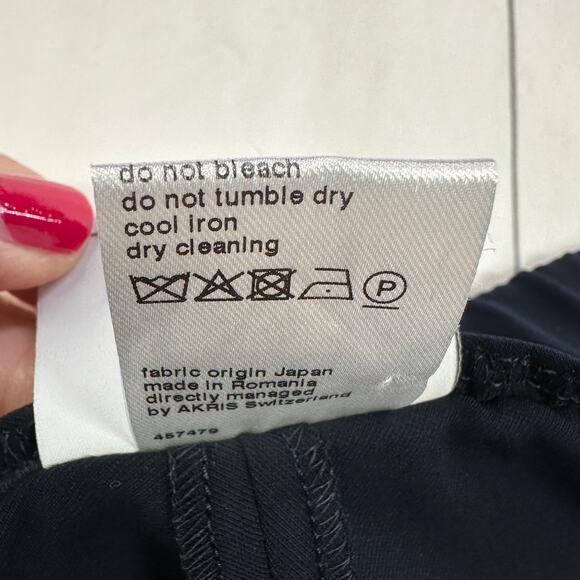 do not bleach
do not tumble dry
cool iron
dry cleaning
P
fabric origin Japan
made in Romania
directly managed
by AKRIS Switzerland
457479